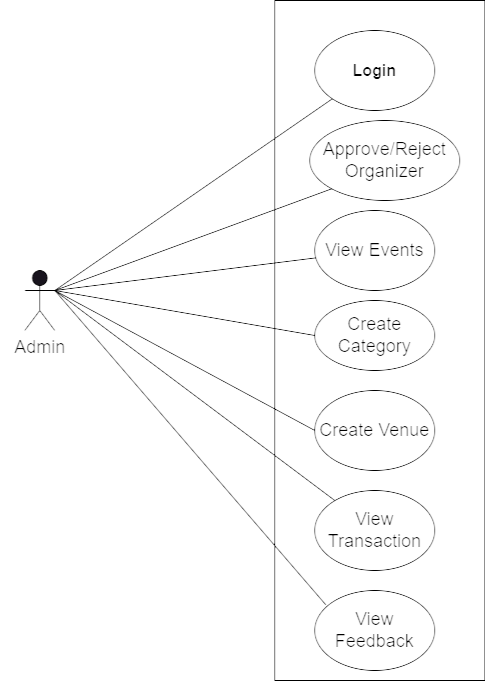 Login
Approve/Reject
Organizer
View Events
Create
Category
Admin
Create Venue
View
Transaction
View
Feedback